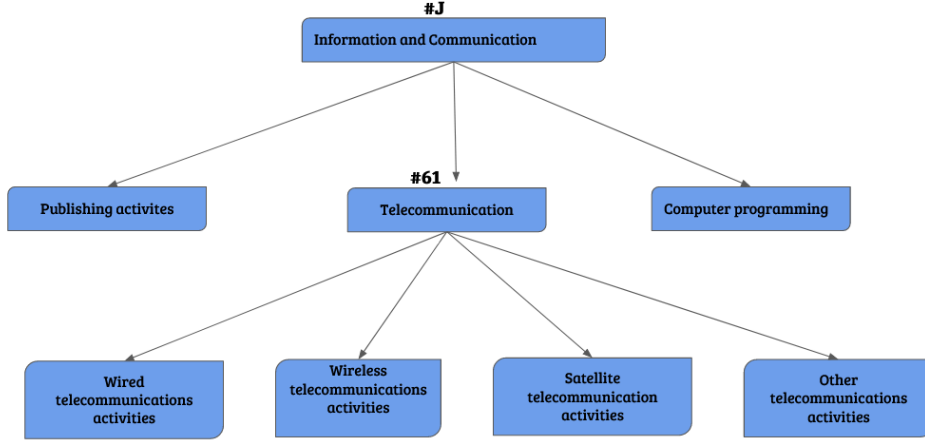 #J
Information and Communication
#61
Publishing activites
Telecommunication
Computer programming
Wired
telecommunications
activities
Wireless
telecommunications
activities
Satellite
telecommunication
activities
Other
telecommunications
activities